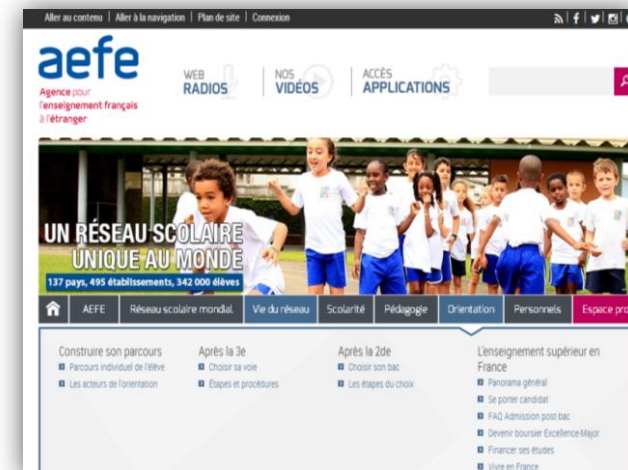 Aller au contenu | Aller à la navigation | Plan de site | Connexion
aefe
Agence pour
l'enseignement français
à l'étranger
WEB
RADIOS
NOS
VIDÉOS
ACCÈS
APPLICATIONS
UN RÉSEAU SCOLAIRE
UNIQUE AU MONDE
137 pays, 495 établissements, 342 000 élèves
AEFE Réseau scolaire mondial Vie du réseau Scolarité Pédagogie Orientation Personnels Espace pro
Construire son parcours
Parcours individuel de l'élève
Les acteurs de l'orientation
Après la 3e
Choisir sa voie
Étapes et procédures
Après la 2de
Choisir son bac
Les étapes du choix
L'enseignement supérieur en
France
Panorama général
Se porter candidat
FAQ Admission post-bac
Devenir boursier Excellence-Major
Financer ses études
Vivre en France